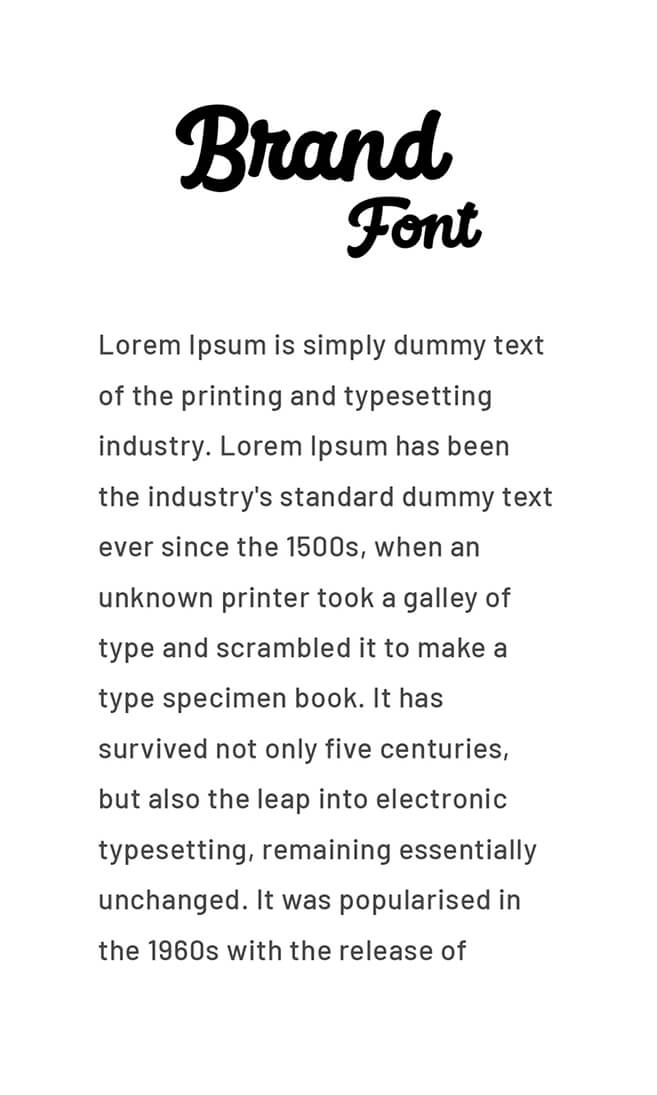 Brand
Font
Lorem Ipsum is simply dummy text
of the printing and typesetting
industry. Lorem Ipsum has been
the industry's standard dummy text
ever since the 1500s, when an
unknown printer took a galley of
type and scrambled it to make a
type specimen book. It has
survived not only five centuries,
but also the leap into electronic
typesetting, remaining essentially
unchanged. It was popularised in
the 1960s with the release of